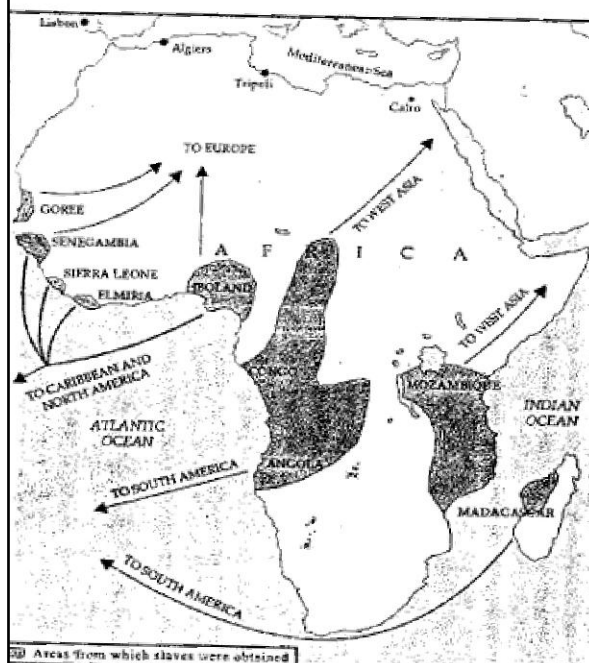 Lisbon
Algiers
Mediterranean Sea
Tripoli
Cairo
TO EUROPE
GOREE
SENEGAMBIA
SIERRA LEONE
ELMIRIA
IBOLAND
A F R I C A
TO WEST ASIA
TO WEST ASIA
CONGO
MOZAMBIQUE
TO CARIBBEAN AND
NORTH AMERICA
ATLANTIC
OCEAN
INDIAN
OCEAN
ANGOLA
TO SOUTH AMERICA
MADAGASCAR
TO SOUTH AMERICA
Areas from which slaves were obtained